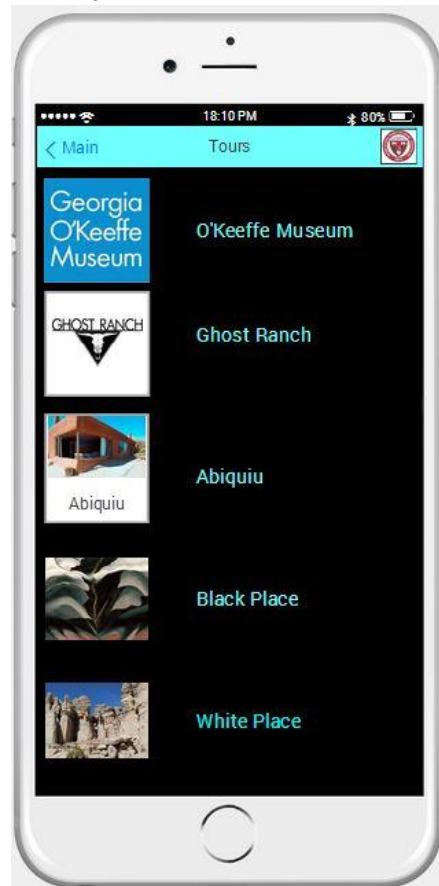 18:10 PM
80%
< Main
Tours
Georgia
O'Keeffe
Museum
O'Keeffe Museum
GHOST RANCH
Ghost Ranch
Abiquiu
Abiquiu
Black Place
White Place